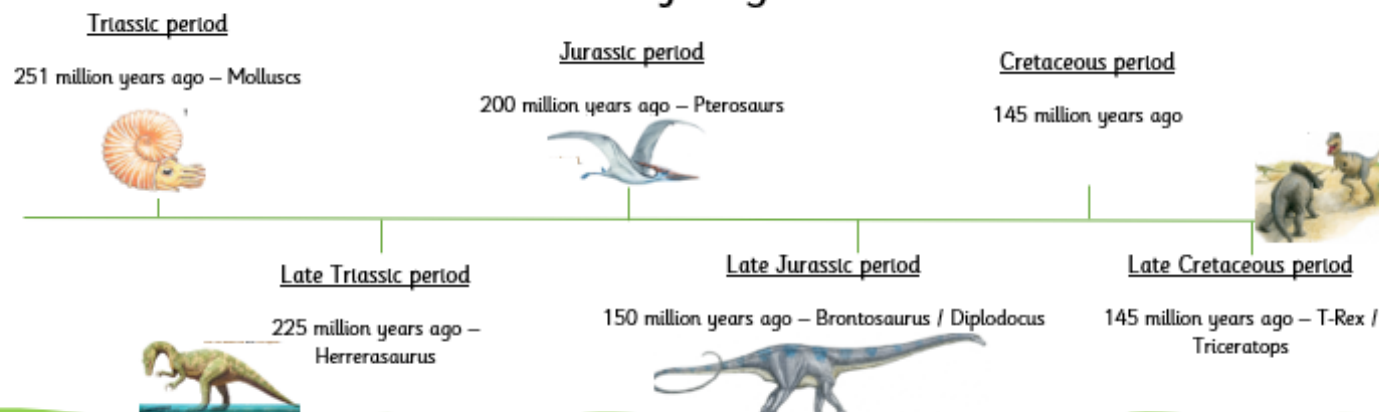 Triassic period
251 million years ago – Molluscs
Jurassic period
200 million years ago – Pterosaurs
Cretaceous period
145 million years ago
Late Triassic period
225 million years ago –
Herrerasaurus
Late Jurassic period
150 million years ago – Brontosaurus / Diplodocus
Late Cretaceous period
145 million years ago – T-Rex /
Triceratops